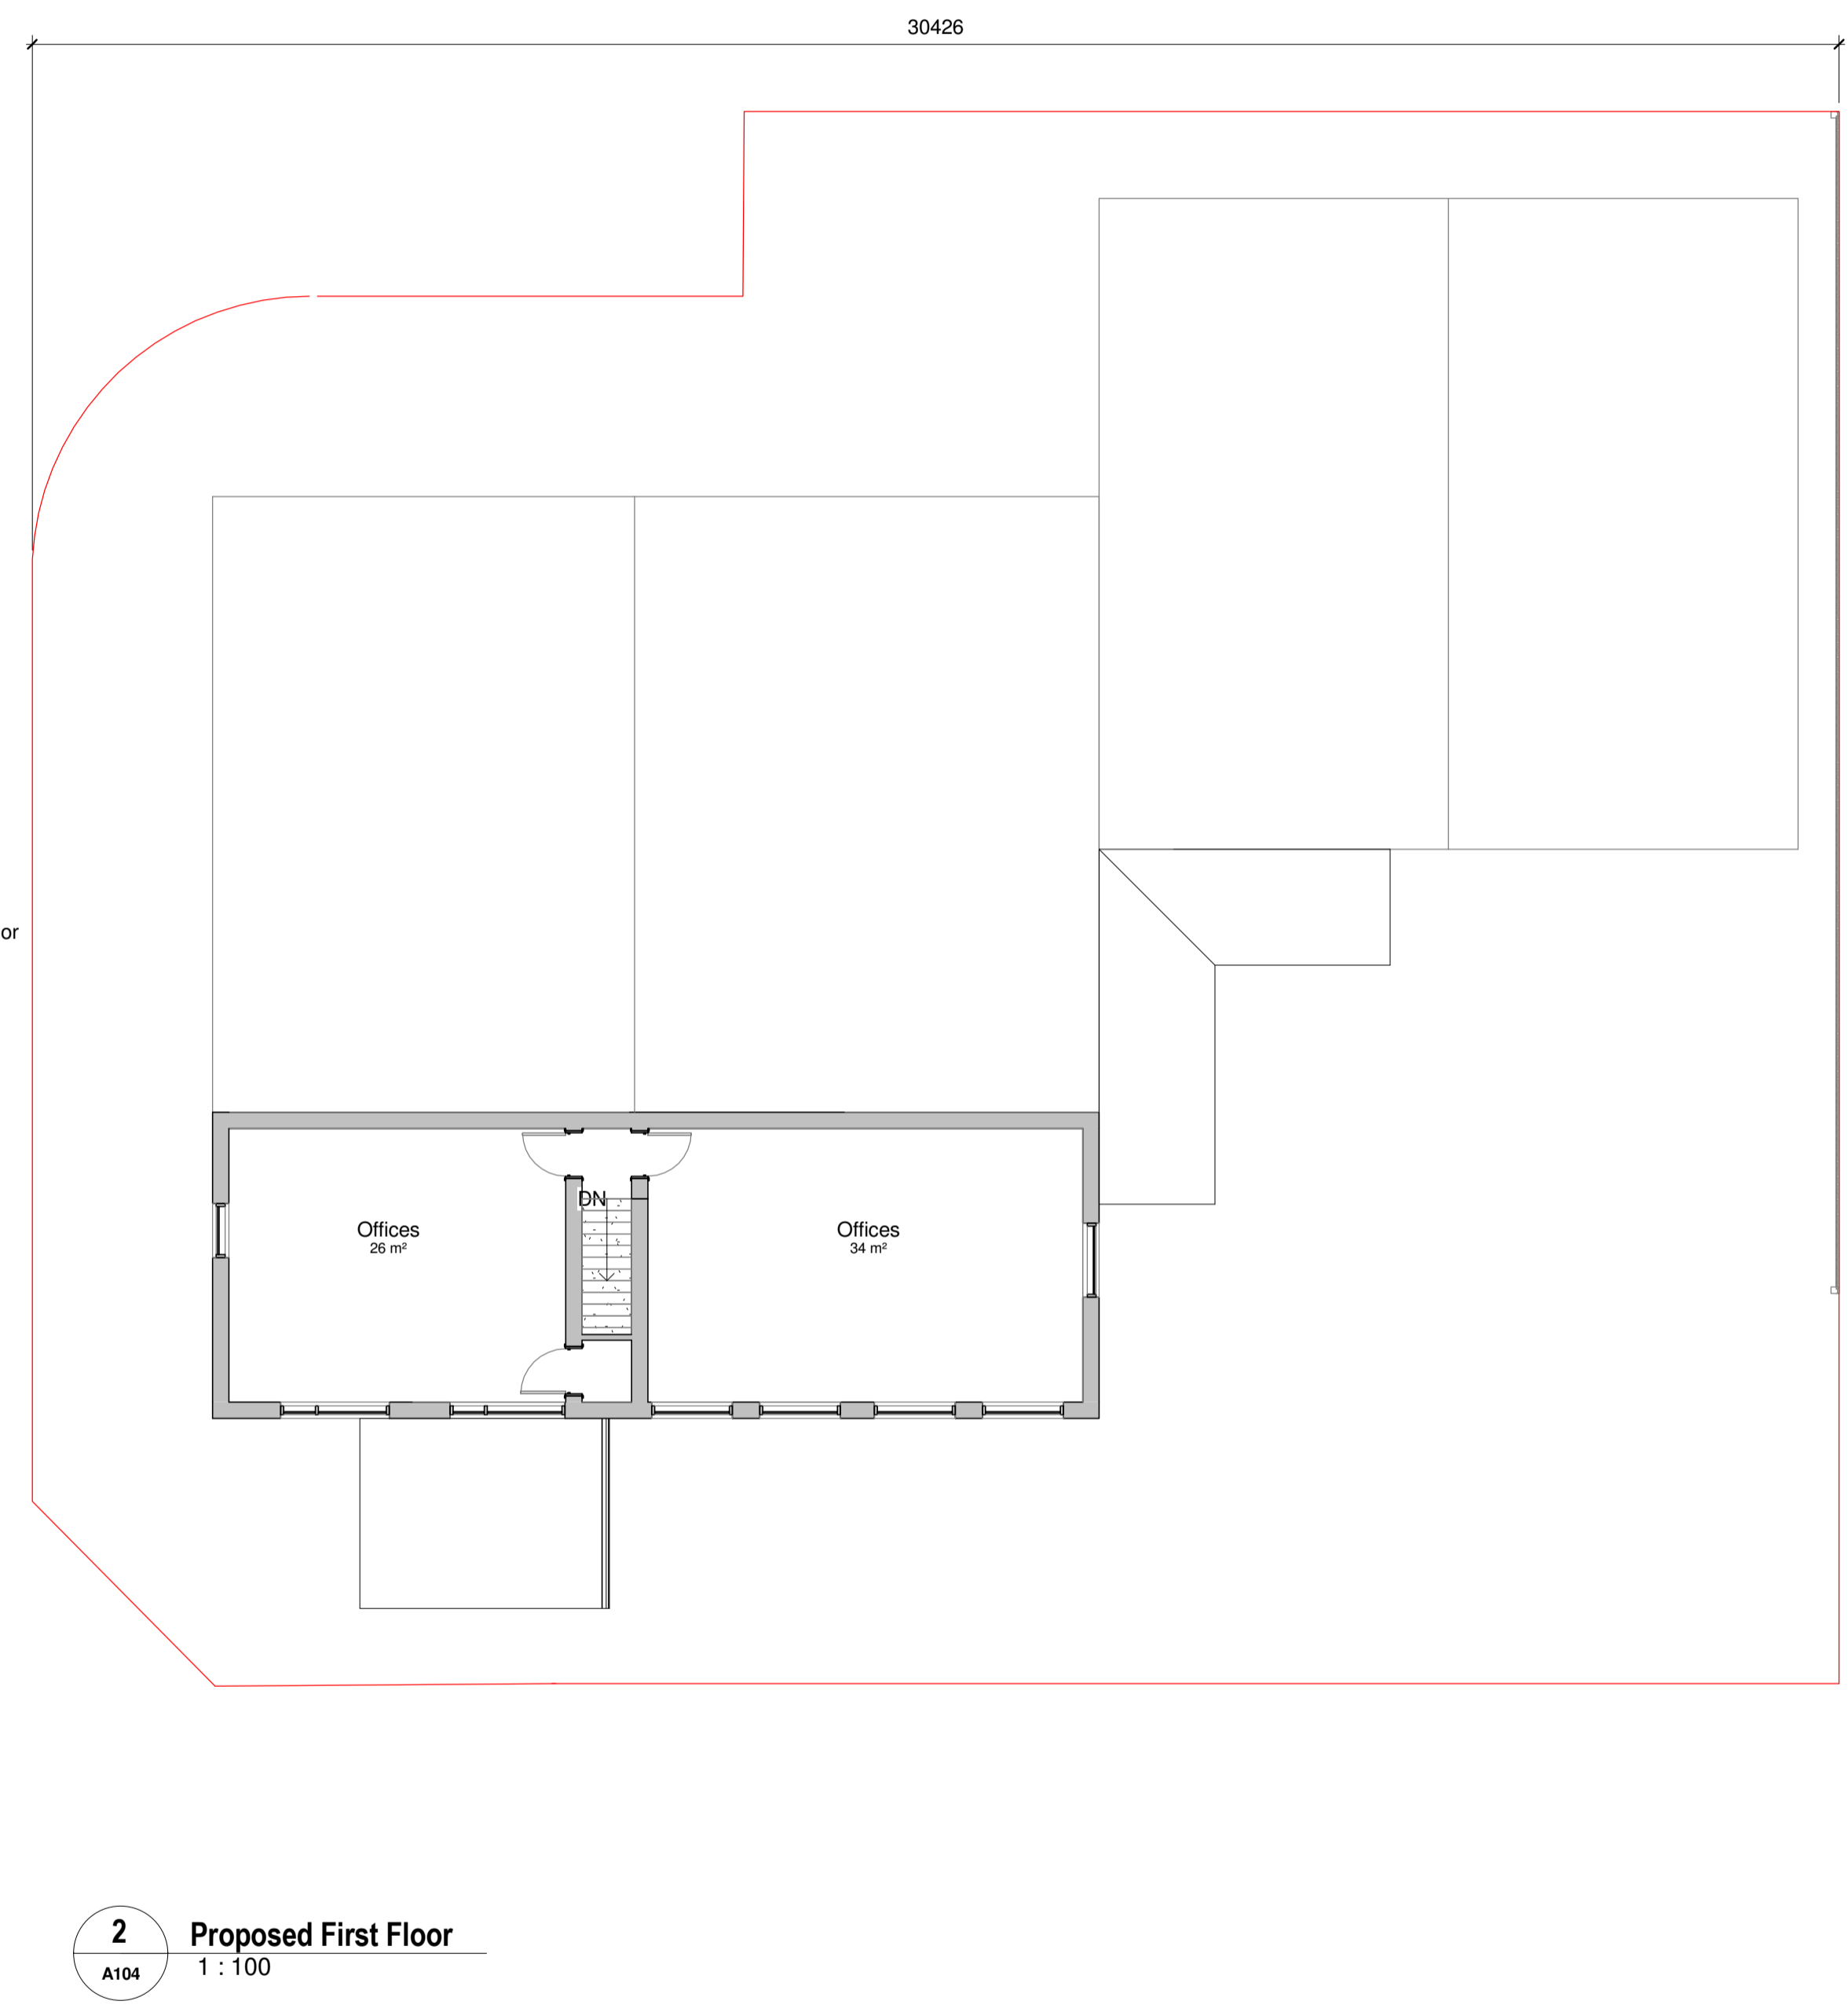 30426
or
DN
Offices
26 m²
Offices
34 m²
2
A104
Proposed First Floor
1 : 100